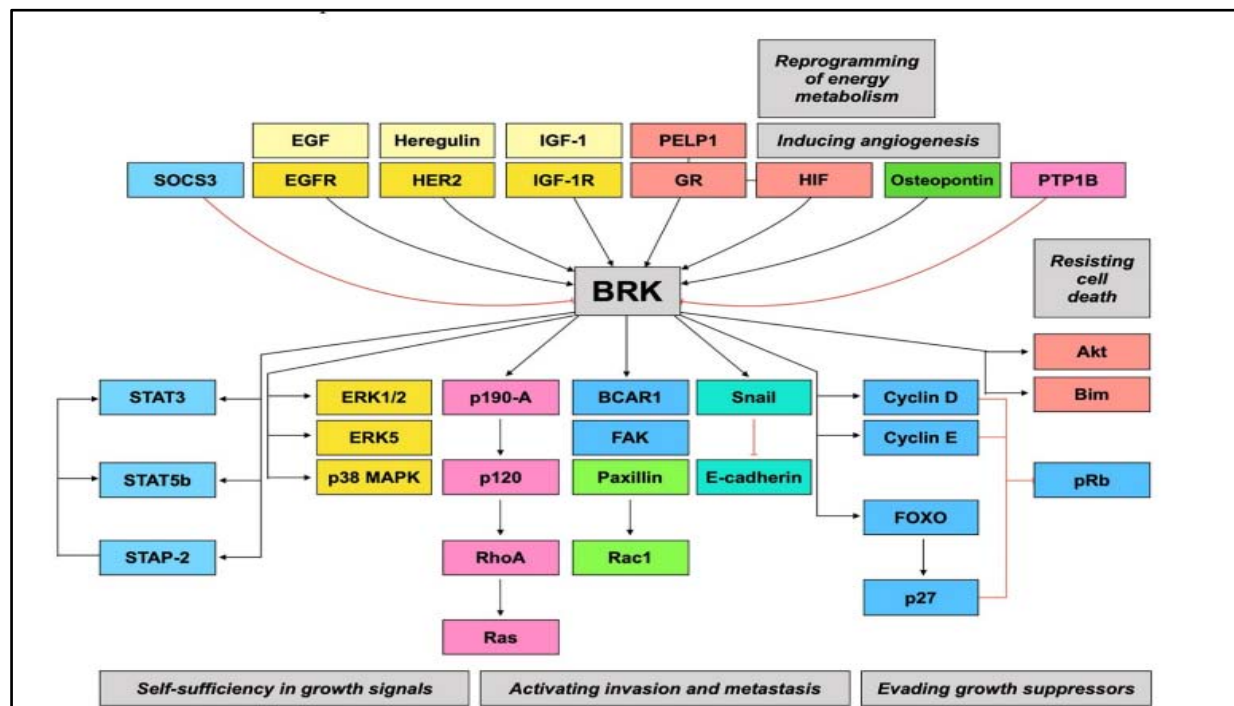 Reprogramming
of energy
metabolism
EGF
Heregulin
IGF-1
PELP1
Inducing angiogenesis
SOCS3
EGFR
HER2
IGF-1R
GR
HIF
Osteopontin
PTP1B
BRK
Resisting
cell
death
Akt
STAT3
ERK1/2
p190-A
BCAR1
Snail
Cyclin D
Bim
ERK5
FAK
Cyclin E
STAT5b
p38 MAPK
p120
Paxillin
E-cadherin
pRb
FOXO
STAP-2
RhoA
Rac1
p27
Ras
Self-sufficiency in growth signals
Activating invasion and metastasis
Evading growth suppressors